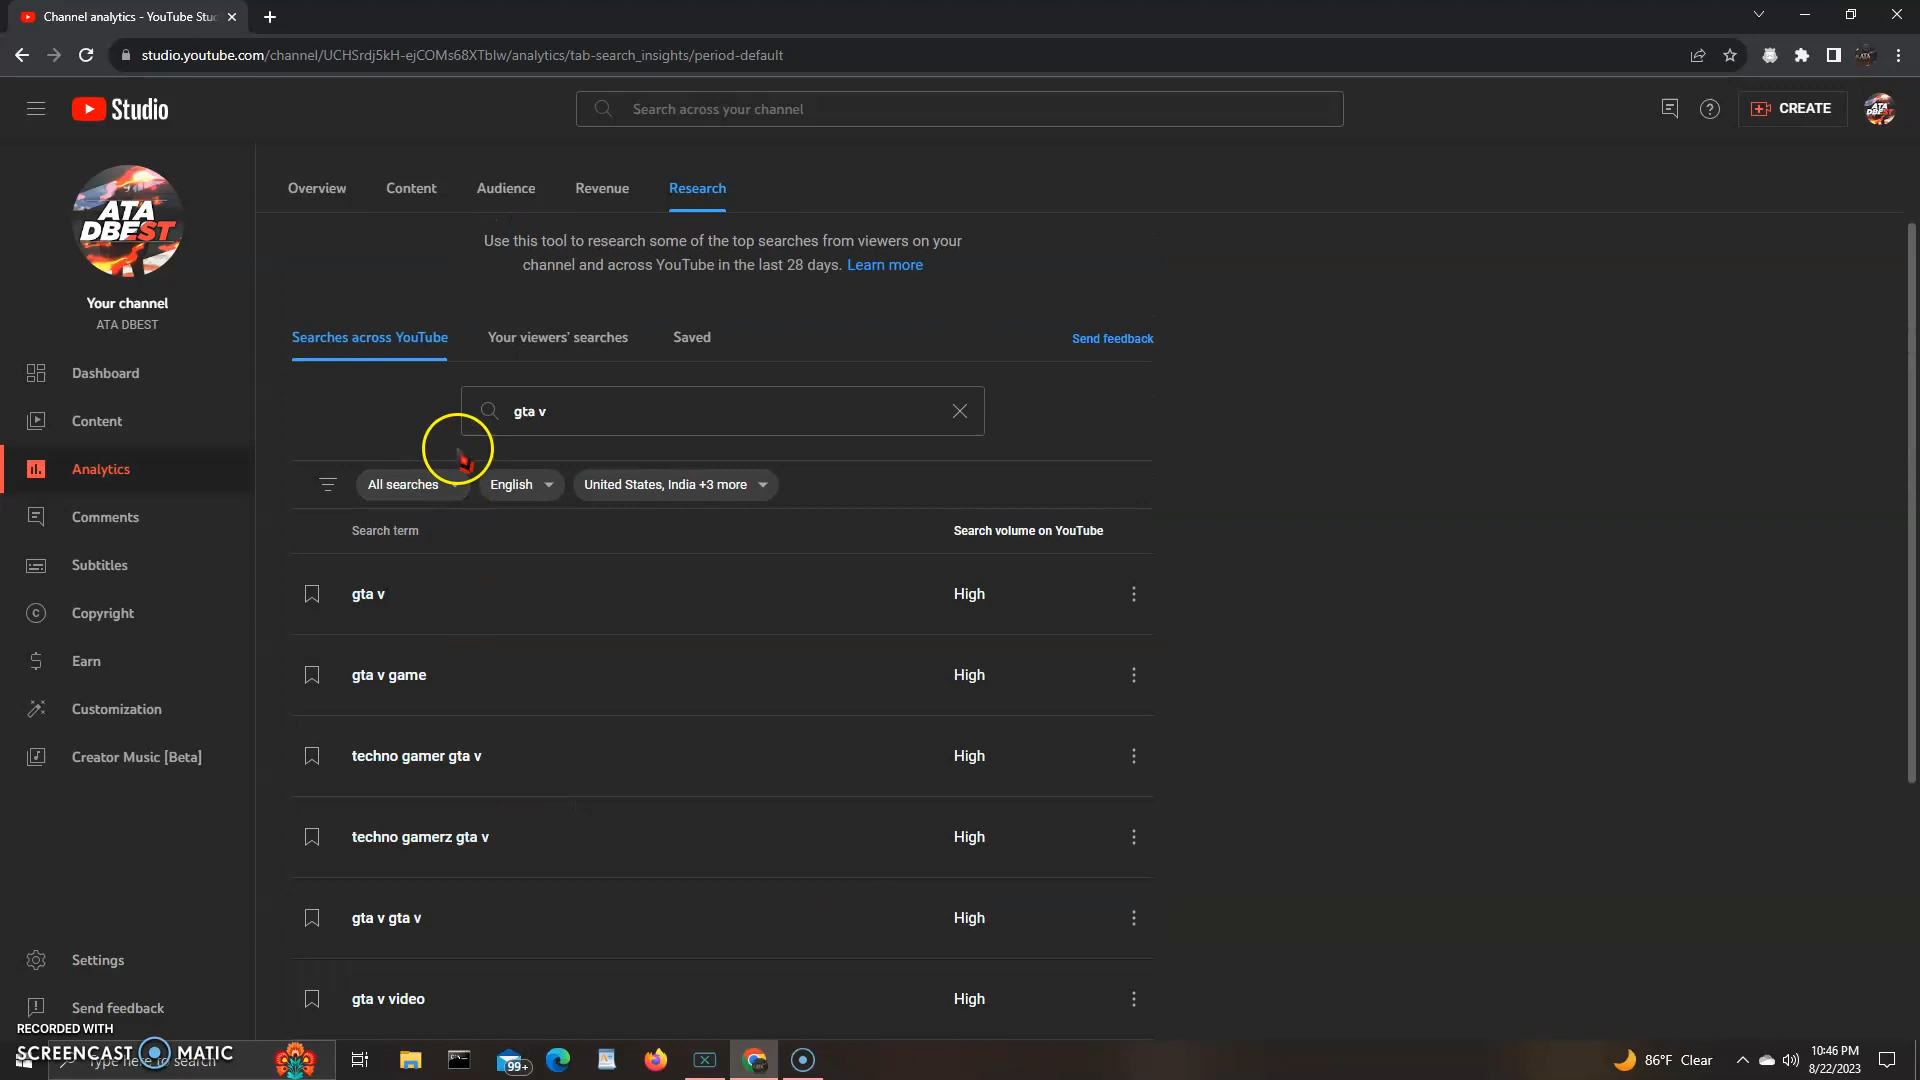 Channel analytics - YouTube Stu
studio.youtube.com/channel/UCHSrdj5kH-ejCOMs68XTblw/analytics/tab-search_insights/period-default
Studio
Search across your channel
CREATE
ATA
DBEST
Your channel
ATA DBEST
Dashboard
Content
Analytics
Comments
Subtitles
Copyright
Earn
Customization
Creator Music [Beta]
Settings
Send feedback
Overview
Content
Audience
Revenue
Research
Use this tool to research some of the top searches from viewers on your
channel and across YouTube in the last 28 days. Learn more
Searches across YouTube
Your viewers' searches
Saved
Send feedback
gta v
All searches
English
United States, India +3 more
Search term
Search volume on YouTube
gta v
High
gta v game
High
techno gamer gta v
High
techno gamerz gta v
High
gta v gta v
High
gta v video
High
RECORDED WITH
SCREENCAST MATIC
Type here to search
99+
86°F Clear
10:46 PM
8/22/2023